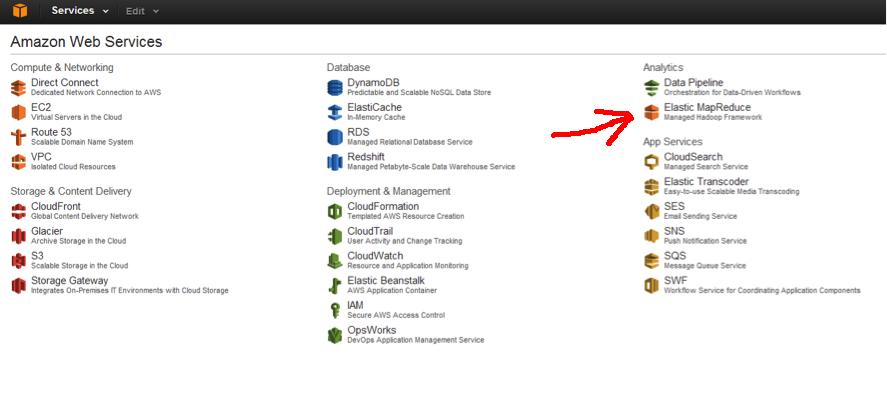 Services Edit
Amazon Web Services
Compute & Networking
Direct Connect
Dedicated Network Connection to AWS
EC2
Virtual Servers in the Cloud
Route 53
Scalable Domain Name System
VPC
Isolated Cloud Resources
Storage & Content Delivery
CloudFront
Global Content Delivery Network
Glacier
Archive Storage in the Cloud
S3
Scalable Storage in the Cloud
Storage Gateway
Integrates On-Premises IT Environments with Cloud Storage
Database
DynamoDB
Predictable and Scalable NoSQL Data Store
ElastiCache
In-Memory Cache
RDS
Managed Relational Database Service
Redshift
Managed Petabyte-Scale Data Warehouse Service
Deployment & Management
CloudFormation
Templated AWS Resource Creation
CloudTrail
User Activity and Change Tracking
CloudWatch
Resource and Application Monitoring
Elastic Beanstalk
AWS Application Container
IAM
Secure AWS Access Control
OpsWorks
DevOps Application Management Service
Analytics
Data Pipeline
Orchestration for Data-Driven Workflows
Elastic MapReduce
Managed Hadoop Framework
App Services
CloudSearch
Managed Search Service
Elastic Transcoder
Easy-to-use Scalable Media Transcoding
SES
Email Sending Service
SNS
Push Notification Service
SQS
Message Queue Service
SWF
Workflow Service for Coordinating Application Components